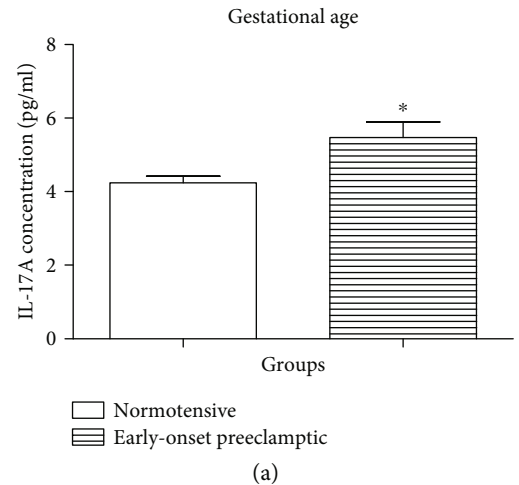 Gestational age
IL-17A concentration (pg/ml)
8
6
4
2
0
*
Groups
Normotensive
Early-onset preeclamptic
(a)